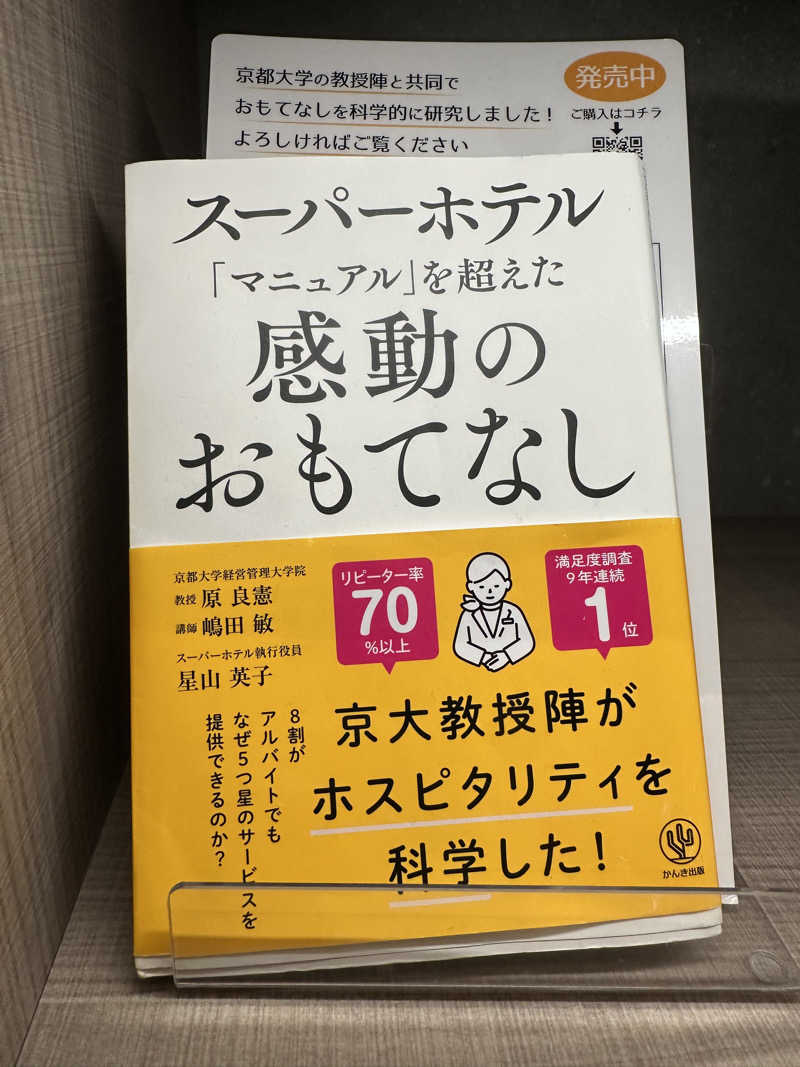 京都大学の教授陣と共同で
おもてなしを科学的に研究しました！
よろしければご覧ください
発売中
ご購入はコチラ
スーパーホテル
「マニュアル」を超えた
感動の
おもてなし
京都大学経営管理大学院
教授 原 良憲
講師 嶋田 敏
スーパーホテル執行役員
星山 英子
リピーター率
70
%以上
満足度調査
9年連続
1位
8割が
アルバイトでも
なぜ5つ星のサービスを
提供できるのか？
京大教授陣が
ホスピタリティを
科学した！
かんき出版